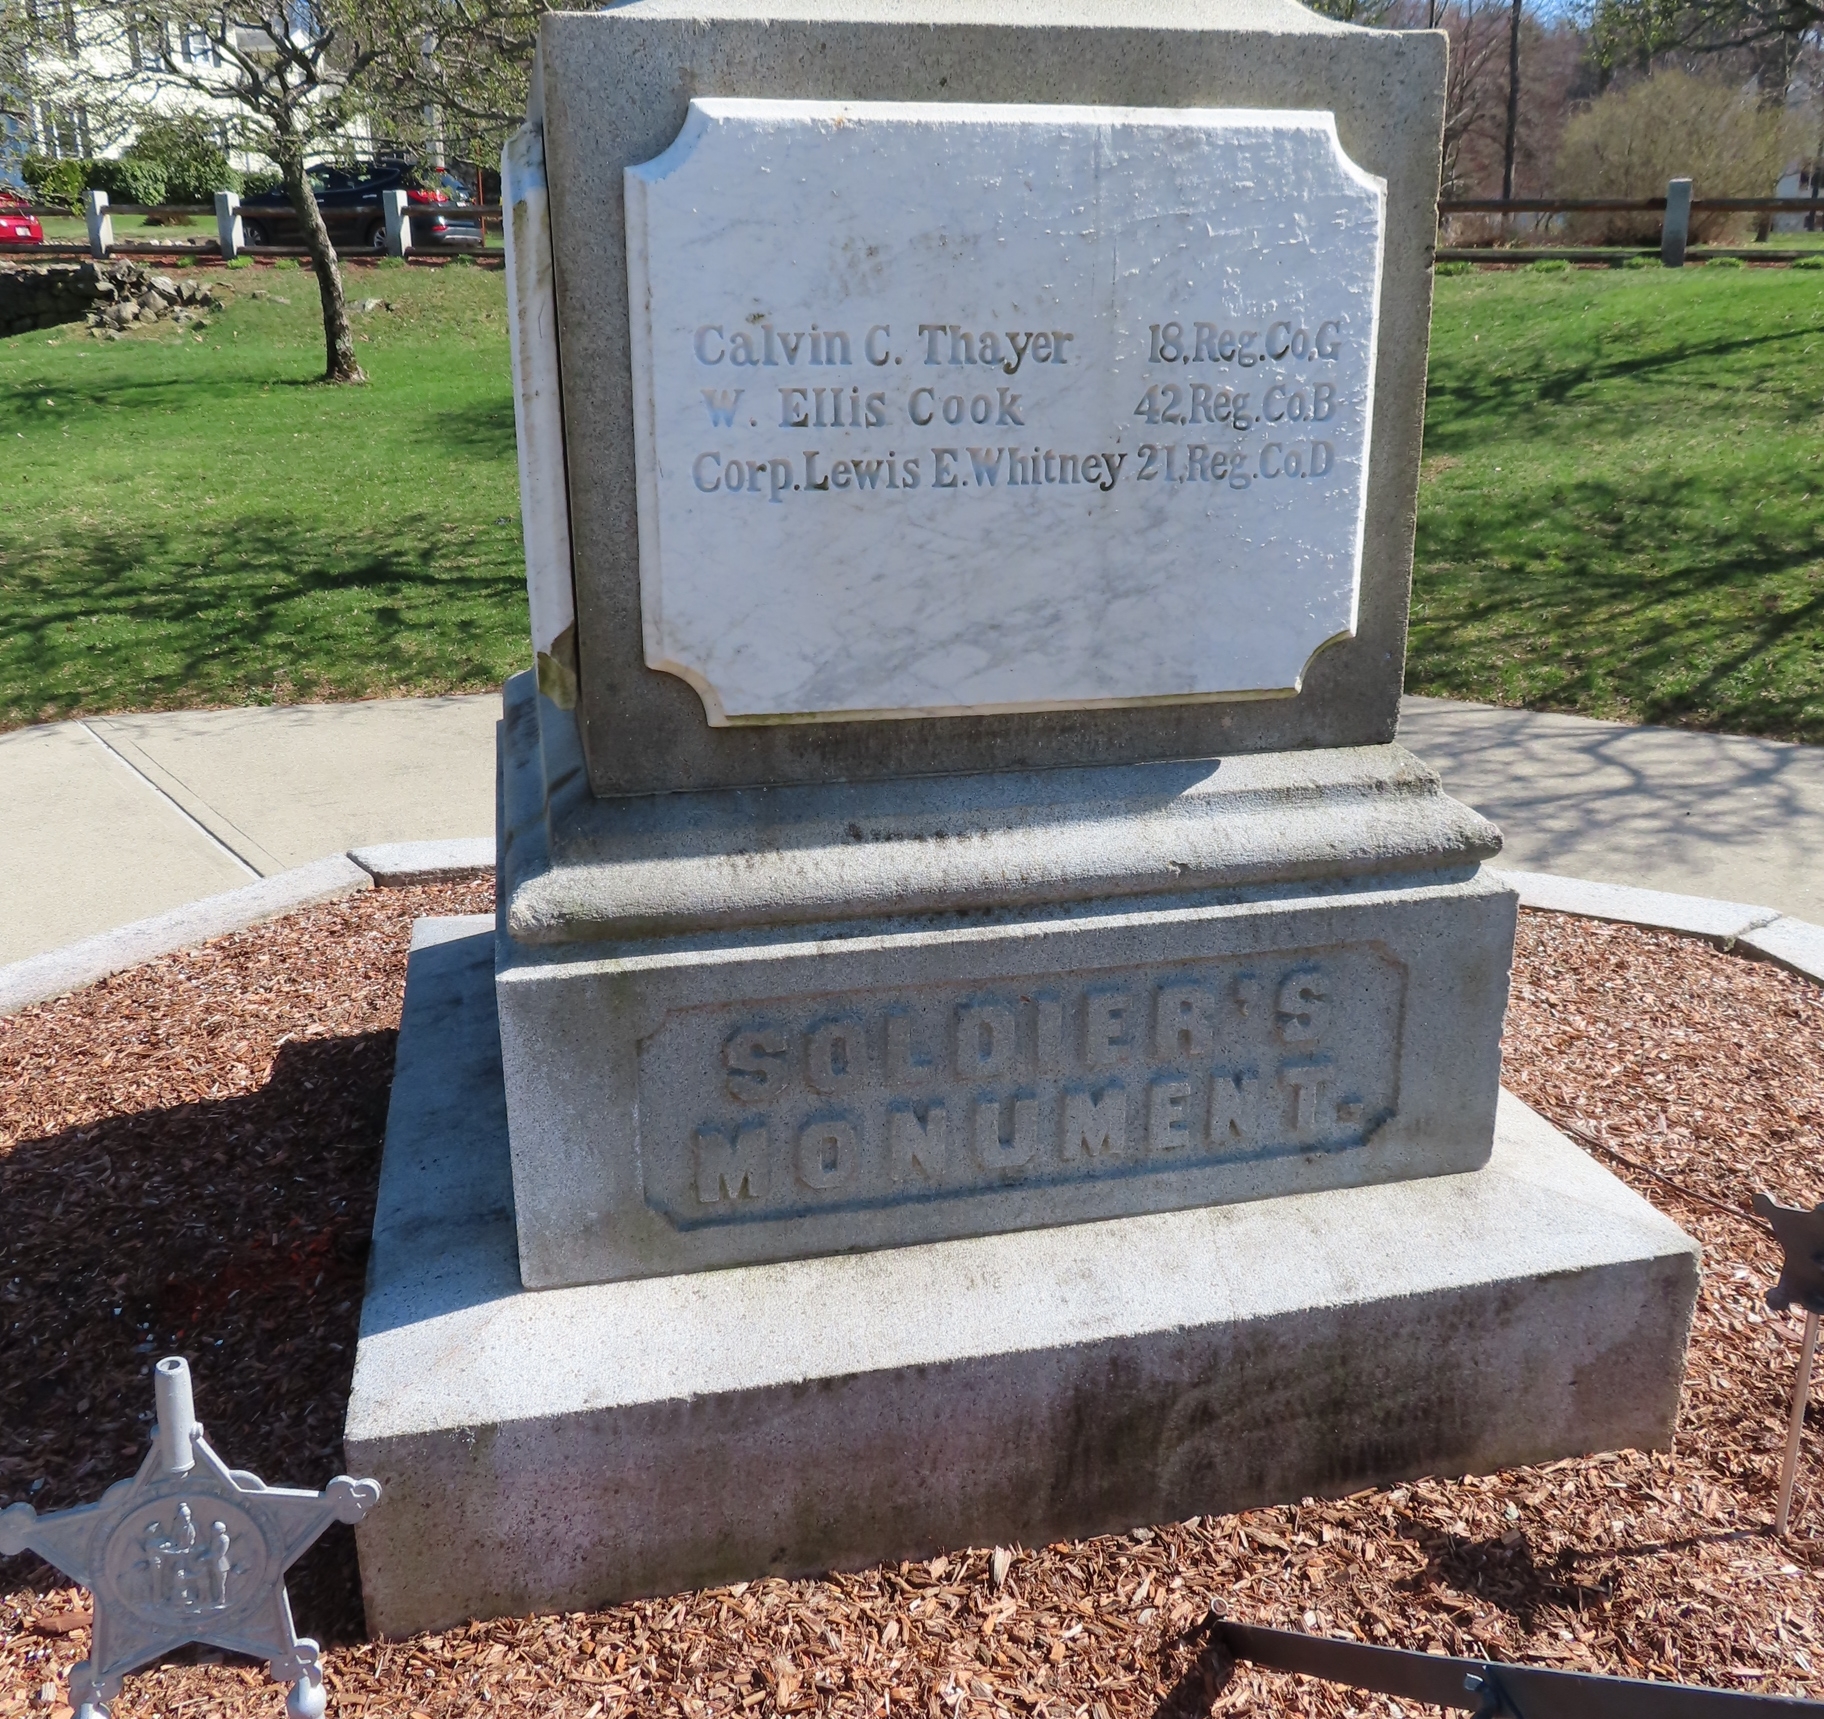 Calvin C. Thayer 18,Reg.Co,G
W. Ellis Cook 42,Reg.Co.B
Corp.Lewis E.Whitney 21,Reg.Co.D
SOLDIER'S
MONUMENT.